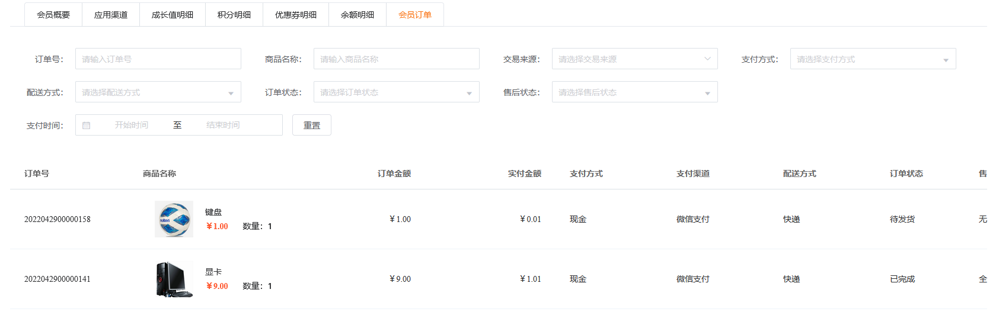 会员概要 应用渠道 成长值明细 积分明细 优惠券明细 余额明细 会员订单
订单号： 请输入订单号 商品名称： 请输入商品名称 交易来源： 请选择交易来源 支付方式： 请选择支付方式
配送方式： 请选择配送方式 订单状态： 请选择订单状态 售后状态： 请选择售后状态
支付时间： 开始时间 至 结束时间 重置
订单号 商品名称 订单金额 实付金额 支付方式 支付渠道 配送方式 订单状态 售
键盘
2022042900000158 molten ￥1.00 ￥0.01 现金 微信支付 快递 待发货 无
￥1.00 数量：1
显卡
2022042900000141 ￥9.00 ￥1.01 现金 微信支付 快递 已完成 全
￥9.00 数量：1